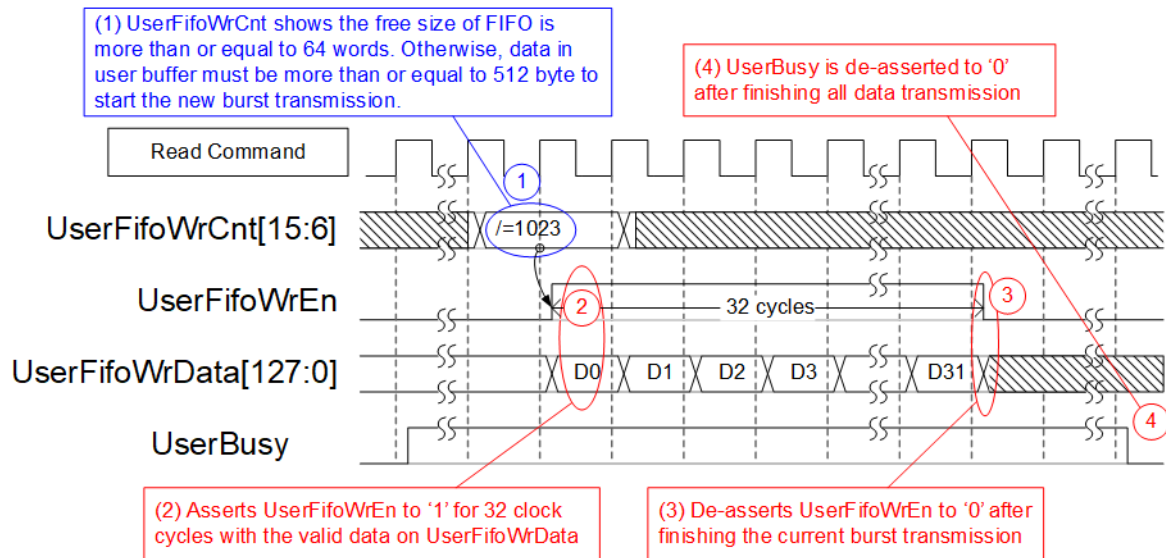 (1) UserFifoWrCnt shows the free size of FIFO is
more than or equal to 64 words. Otherwise, data in
user buffer must be more than or equal to 512 byte to
start the new burst transmission.
(4) UserBusy is de-asserted to ‘0’
after finishing all data transmission
Read Command
1
UserFifoWrCnt[15:6]
/=1023
UserFifoWrEn
2
32 cycles
3
UserFifoWrData[127:0]
D0
D1
D2
D3
D31
4
UserBusy
(2) Asserts UserFifoWrEn to ‘1’ for 32 clock
cycles with the valid data on UserFifoWrData
(3) De-asserts UserFifoWrEn to ‘0’ after
finishing the current burst transmission